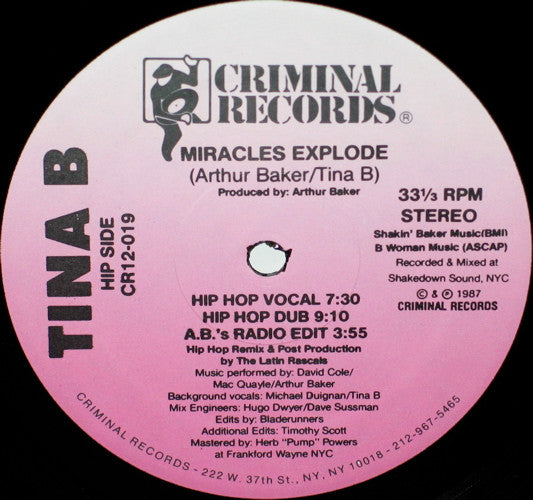 CRIMINAL
RECORDS®
MIRACLES EXPLODE
(Arthur Baker/Tina B)
Produced by: Arthur Baker
33 1/3 RPM
STEREO
Shakin' Baker Music(BMI)
B Woman Music (ASCAP)
Recorded & Mixed at
Shakedown Sound, NYC
© & ℗ 1987
CRIMINAL RECORDS
TINA B
HIP SIDE
CR12-019
HIP HOP VOCAL 7:30
HIP HOP DUB 9:10
A.B.'s RADIO EDIT 3:55
Hip Hop Remix & Post Production
by The Latin Rascals
Music performed by: David Cole/
Mac Quayle/Arthur Baker
Background vocals: Michael Duignan/Tina B
Mix Engineers: Hugo Dwyer/Dave Sussman
Edits by: Bladerunners
Additional Edits: Timothy Scott
Mastered by: Herb "Pump" Powers
at Frankford Wayne NYC
CRIMINAL RECORDS - 222 W. 37th St., NY, NY 10018 - 212-967-5465